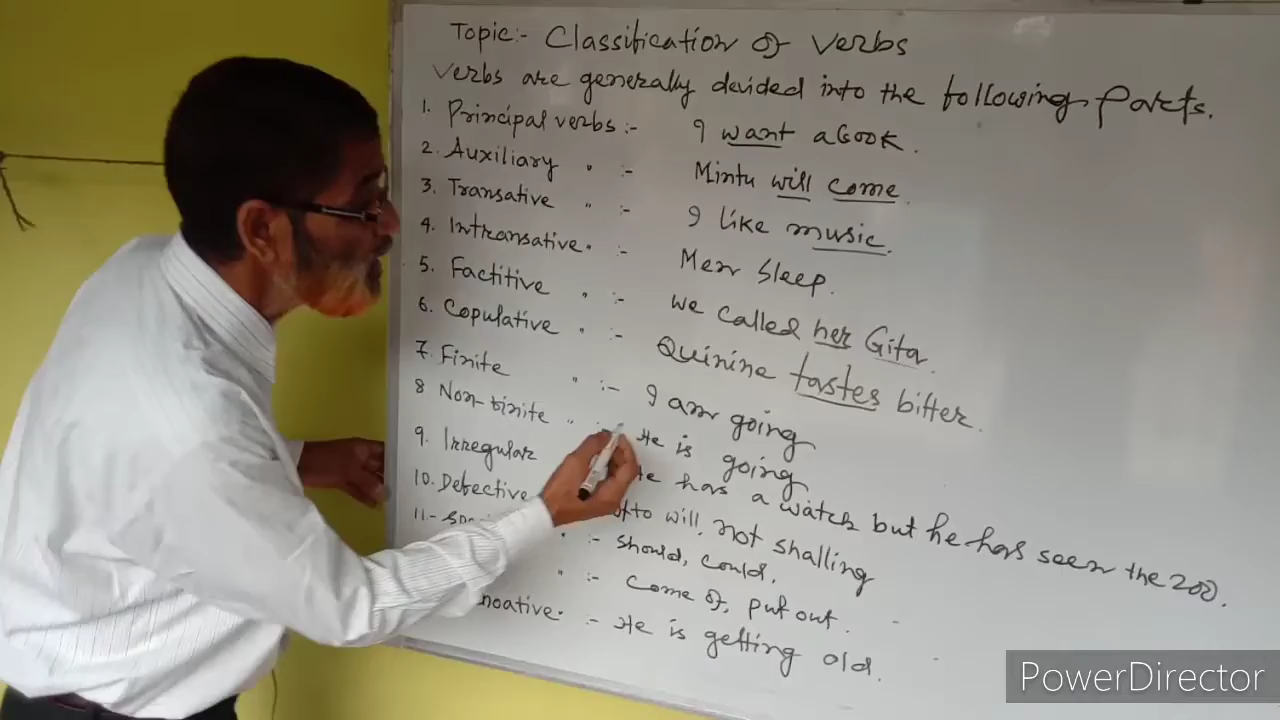 Topic:- Classification of Verbs
Verbs are generally devided into the following Parts.
1. Principal verbs :- I want a Book.
2. Auxiliary " :- Mintu will come.
3. Transative " :- I like music.
4. Intransative " :- Men sleep.
5. Factitive " :- We called her Gita.
6. Copulative " :- Quinine tastes bitter.
7. Finite " :- I am going
8 Non-finite " :- He is going
9. Irregular He has a watch but he has seen the zoo.
10. Defective to will, not shalling
11.- " :- Should, could.
" :- Come of, put out.
" :- He is getting old.
PowerDirector